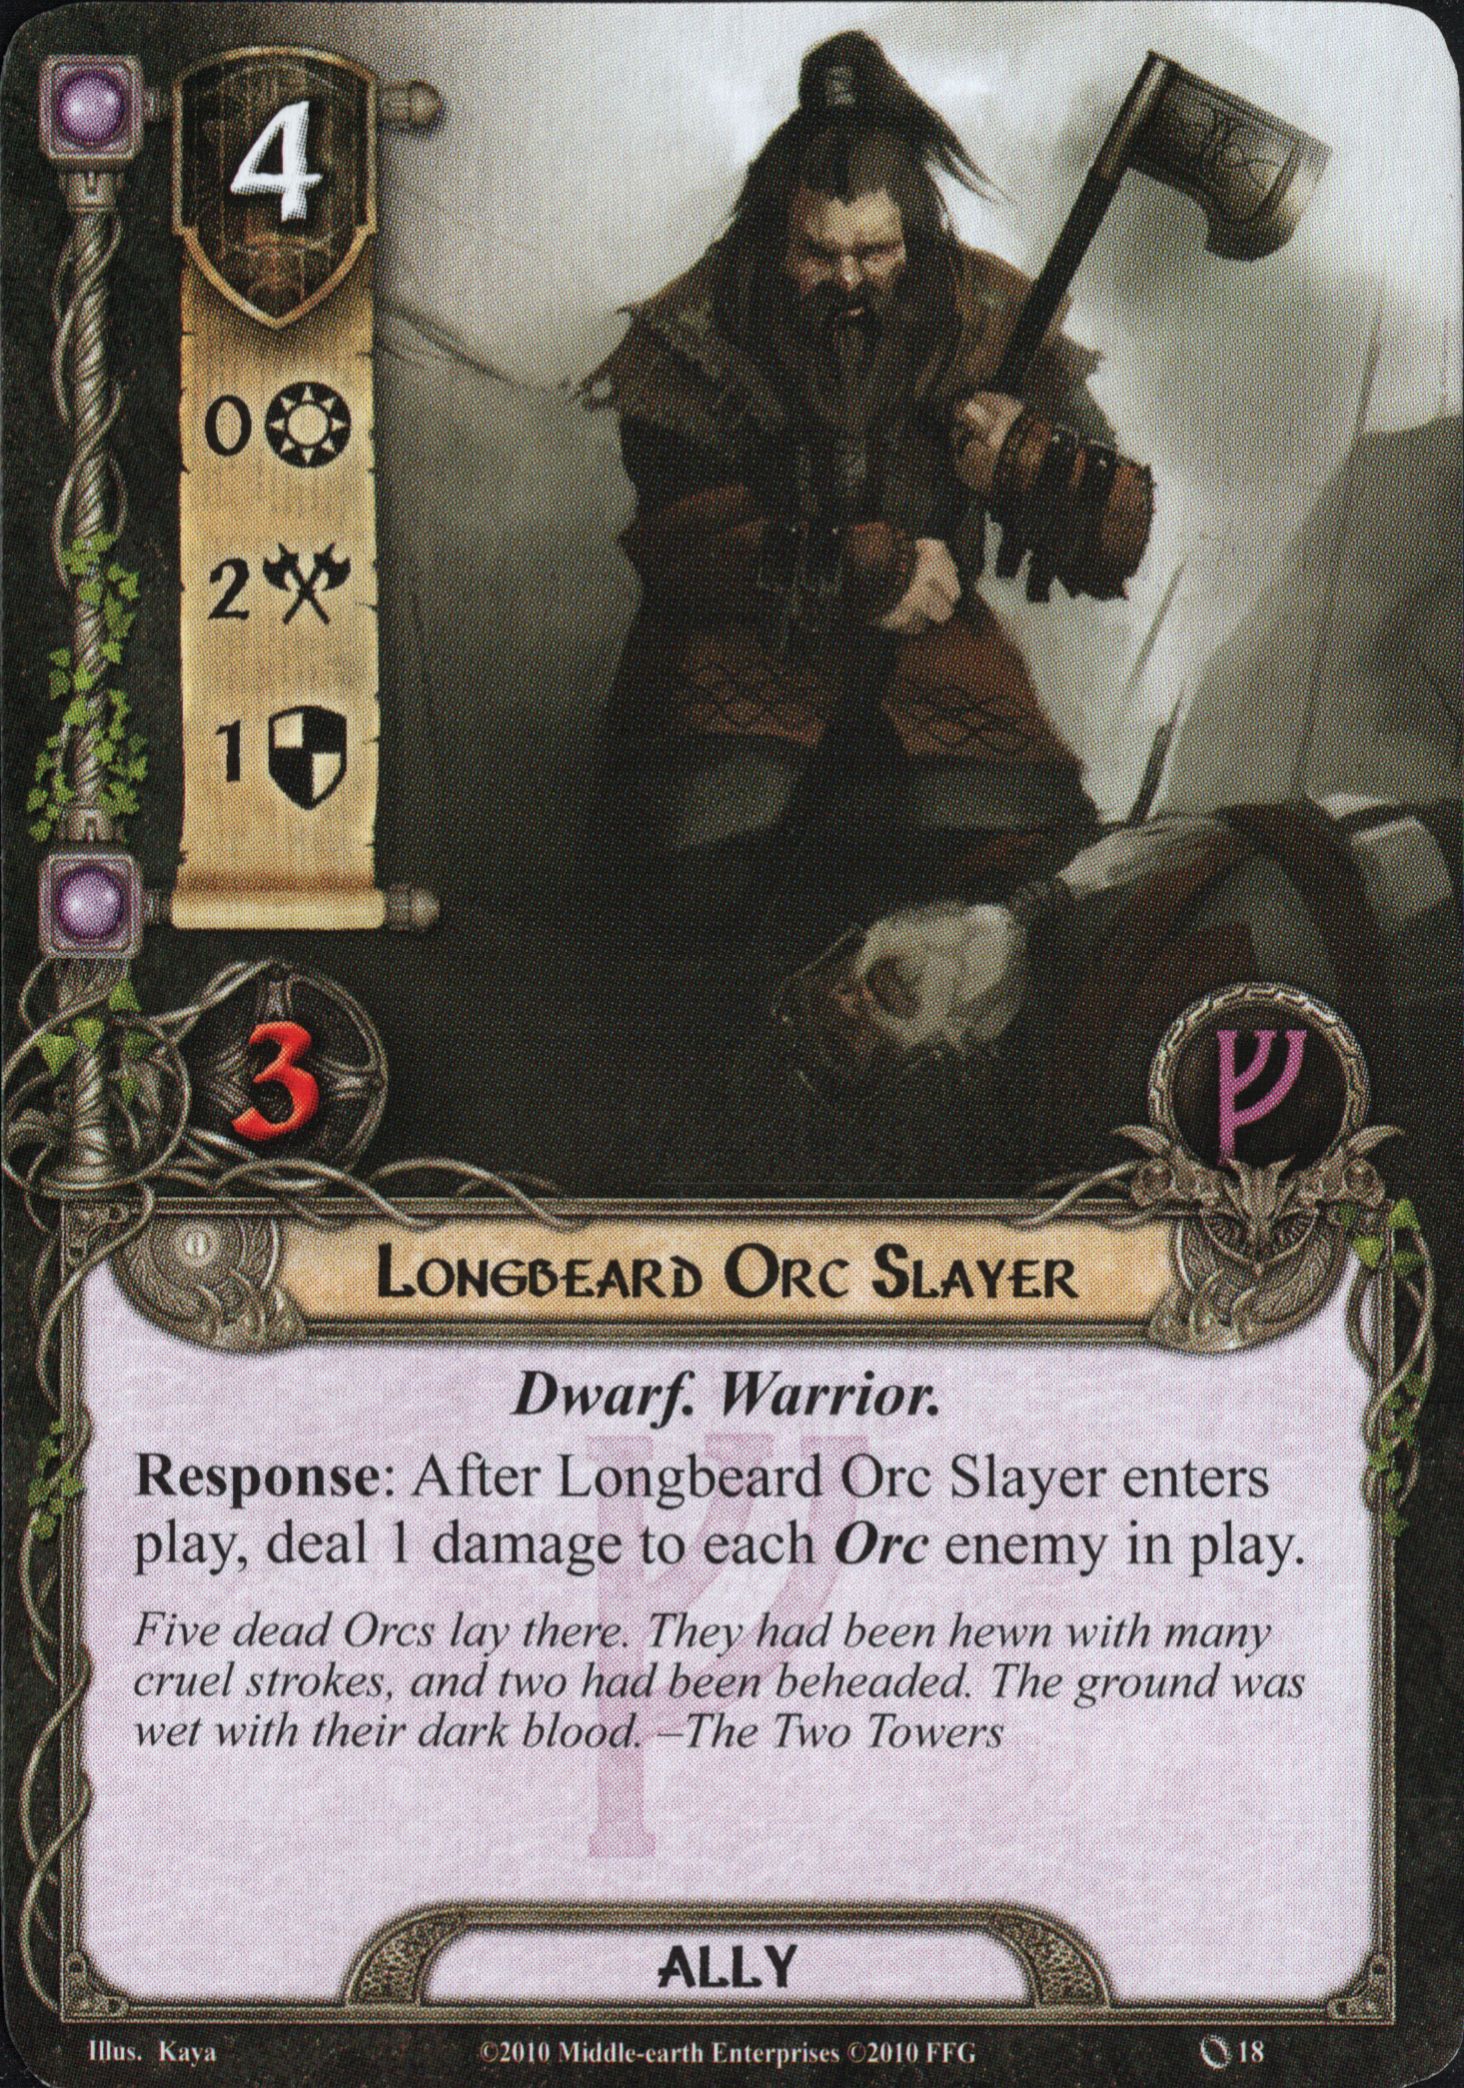 4
0
2
1
3
Longbeard Orc Slayer
Dwarf. Warrior.
Response: After Longbeard Orc Slayer enters
play, deal 1 damage to each Orc enemy in play.
Five dead Orcs lay there. They had been hewn with many
cruel strokes, and two had been beheaded. The ground was
wet with their dark blood. –The Two Towers
ALLY
Illus. Kaya
©2010 Middle-earth Enterprises ©2010 FFG
18